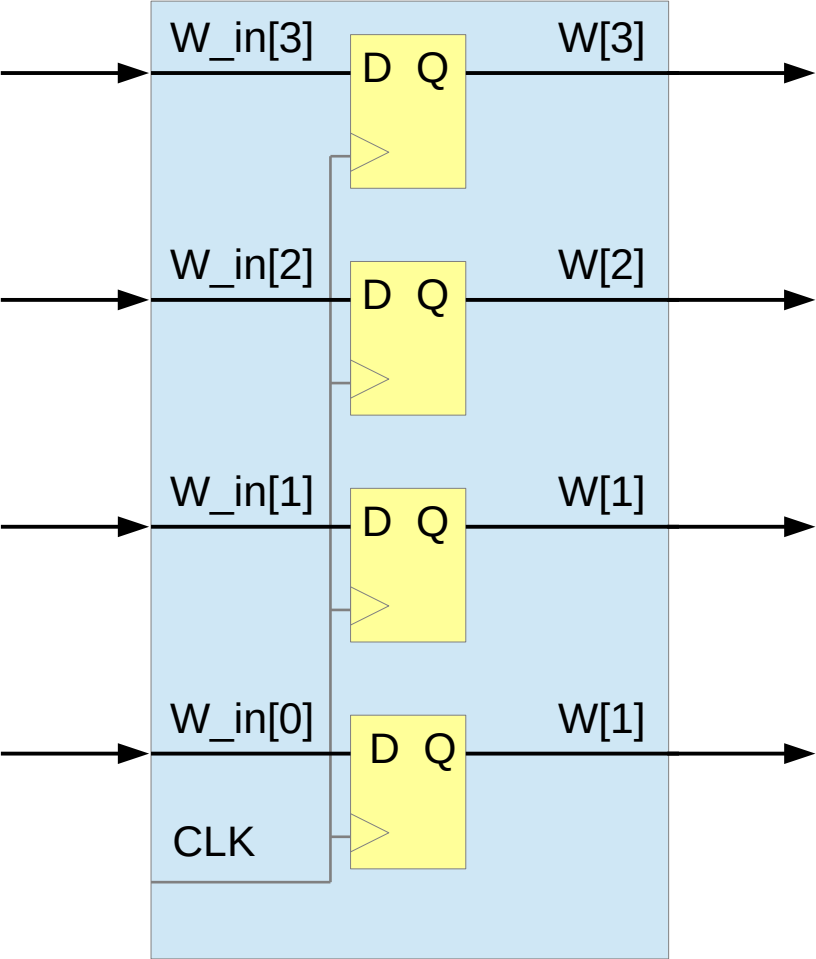 W_in[3] W[3]
D Q
W_in[2] W[2]
D Q
W_in[1] W[1]
D Q
W_in[0] W[1]
D Q
CLK